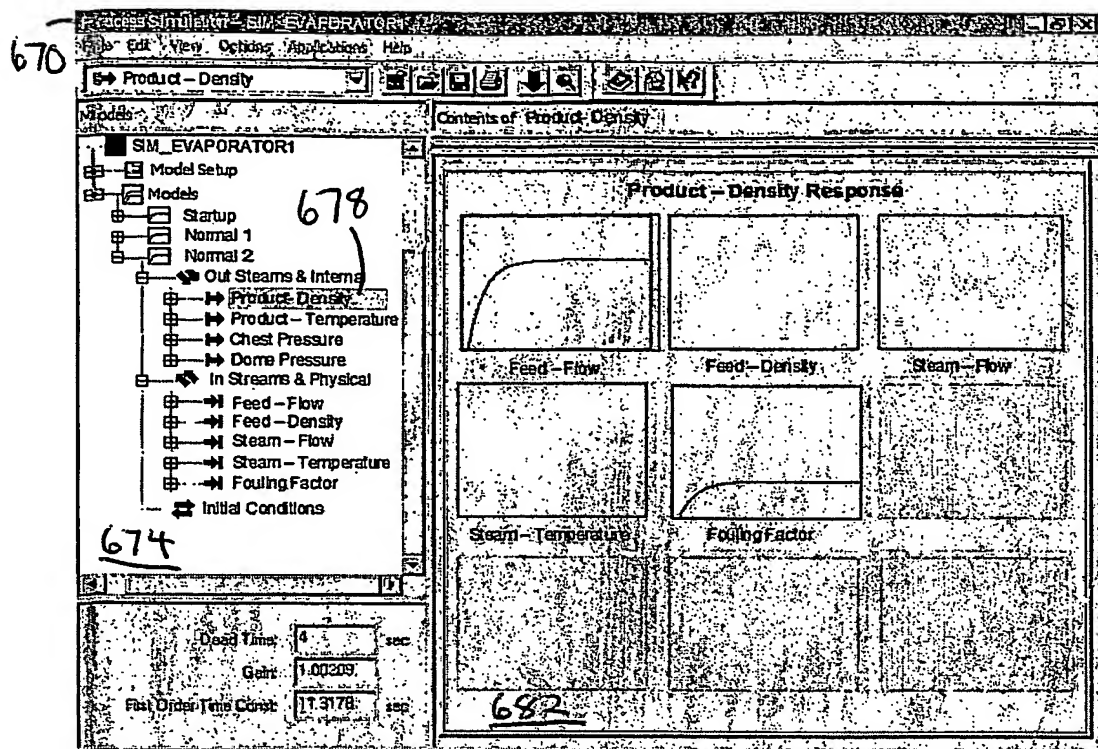 Process Simulator - SIM_EVAPORATOR1
670
File Edit View Options Applications Help
Product – Density
Models
Contents of Product-Density
SIM_EVAPORATOR1
Model Setup
Models
678
Startup
Normal 1
Normal 2
Out Steams & Interna
Product-Density
Product – Temperature
Chest Pressure
Dome Pressure
In Streams & Physical
Feed – Flow
Feed – Density
Steam – Flow
Steam – Temperature
Fouling Factor
Initial Conditions
674
Dead Time: 4 sec
Gain: 1.00209
First Order Time Const: 11.3178 sec
Product – Density Response
Feed – Flow
Feed – Density
Steam – Flow
Steam – Temperature
Fouling Factor
682